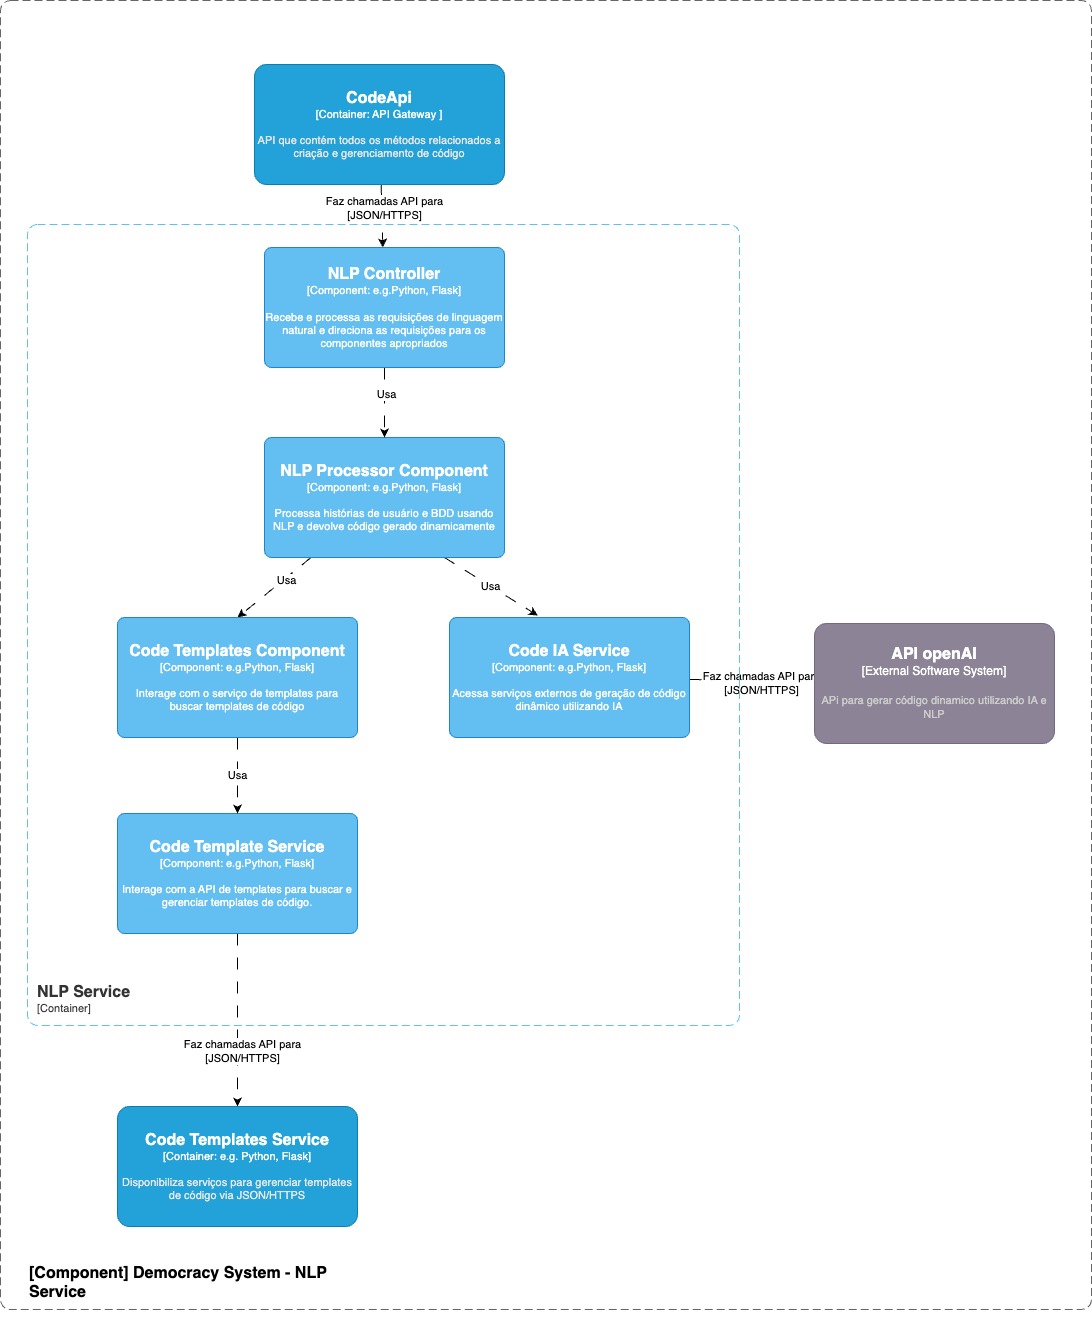 CodeApi
[Container: API Gateway ]
API que contém todos os métodos relacionados a
criação e gerenciamento de código
Faz chamadas API para
[JSON/HTTPS]
NLP Controller
[Component: e.g.Python, Flask]
Recebe e processa as requisições de linguagem
natural e direciona as requisições para os
componentes apropriados
Usa
NLP Processor Component
[Component: e.g.Python, Flask]
Processa histórias de usuário e BDD usando
NLP e devolve código gerado dinamicamente
Usa
Usa
Code Templates Component
[Component: e.g.Python, Flask]
Interage com o serviço de templates para
buscar templates de código
Code IA Service
[Component: e.g.Python, Flask]
Acessa serviços externos de geração de código
dinâmico utilizando IA
Faz chamadas API par
[JSON/HTTPS]
API openAI
[External Software System]
APi para gerar código dinamico utilizando IA e
NLP
Usa
Code Template Service
[Component: e.g.Python, Flask]
Interage com a API de templates para buscar e
gerenciar templates de código.
NLP Service
[Container]
Faz chamadas API para
[JSON/HTTPS]
Code Templates Service
[Container: e.g. Python, Flask]
Disponibiliza serviços para gerenciar templates
de código via JSON/HTTPS
[Component] Democracy System - NLP
Service